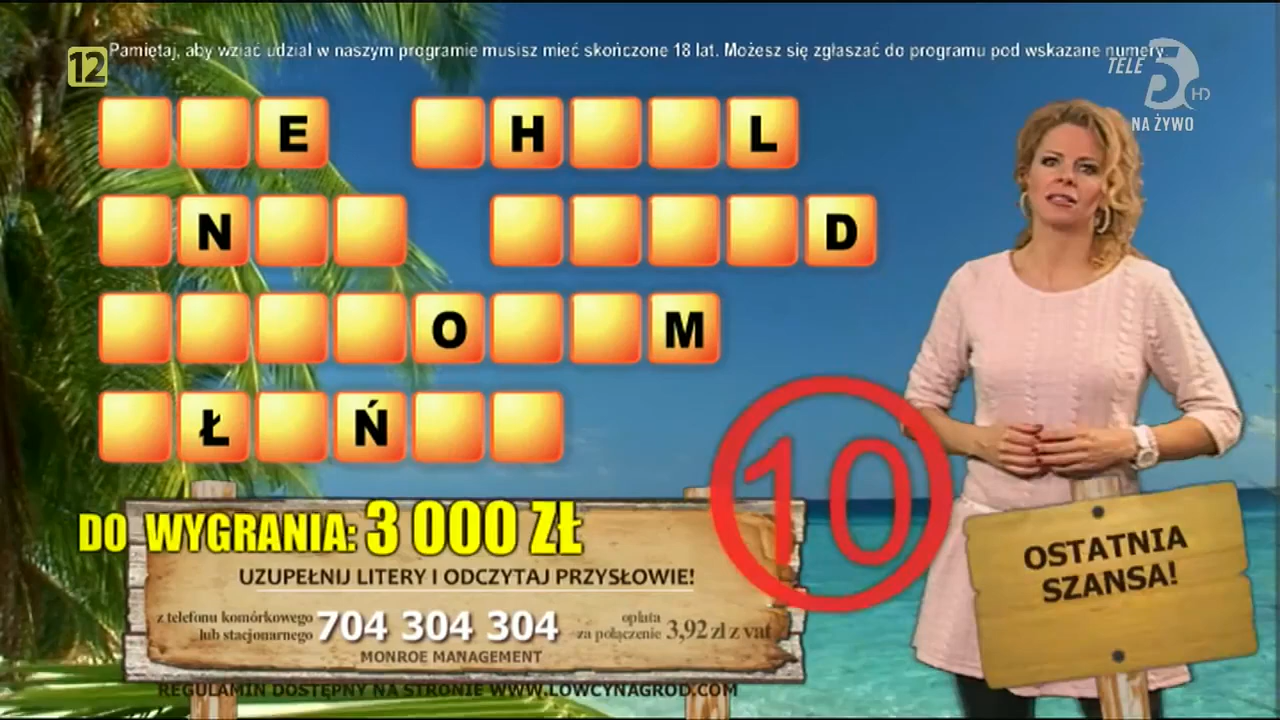 Pamiętaj, aby wziać udział w naszym programie musisz mieć skończone 18 lat. Możesz się zgłaszać do programu pod wskazane numery.
12
TELE 5 HD
NA ŻYWO
E H L
N D
O M
Ł Ń
10
DO WYGRANIA: 3 000 ZŁ
UZUPEŁNIJ LITERY I ODCZYTAJ PRZYSŁOWIE!
z telefonu komórkowego
lub stacjonarnego
704 304 304
opłata
za połączenie 3,92 zł z vat
MONROE MANAGEMENT
REGULAMIN DOSTĘPNY NA STRONIE WWW.LOWCYNAGROD.COM
OSTATNIA
SZANSA!